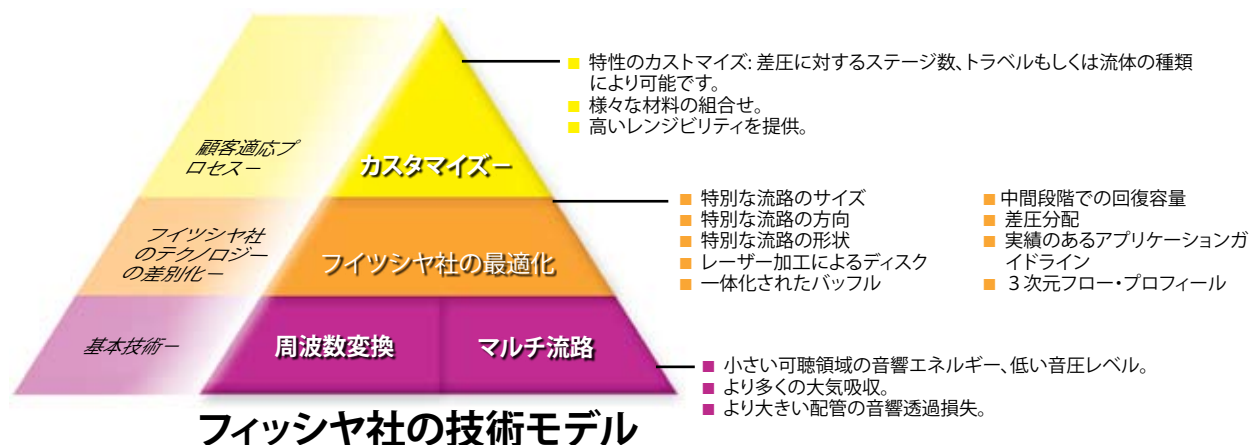 特性のカストマイズ: 差圧に対するステージ数、トラベルもしくは流体の種類
により可能です。
様々な材料の組合せ。
高いレンジビリティを提供。
顧客適応プ
ロセスー
カスタマイズー
特別な流路のサイズ
特別な流路の方向
特別な流路の形状
レーザー加工によるディスク
一体化されたバッフル
中間段階での回復容量
差圧分配
実績のあるアプリケーションガ
イドライン
３次元フロー・プロフィール
フイツシヤ社
のテクノロジー
の差別化ー
フイツシヤ社の最適化
基本技術ー
周波数変換
マルチ流路
小さい可聴領域の音響エネルギー、低い音圧レベル。
より多くの大気吸収。
より大きい配管の音響透過損失。
フィッシヤ社の技術モデル